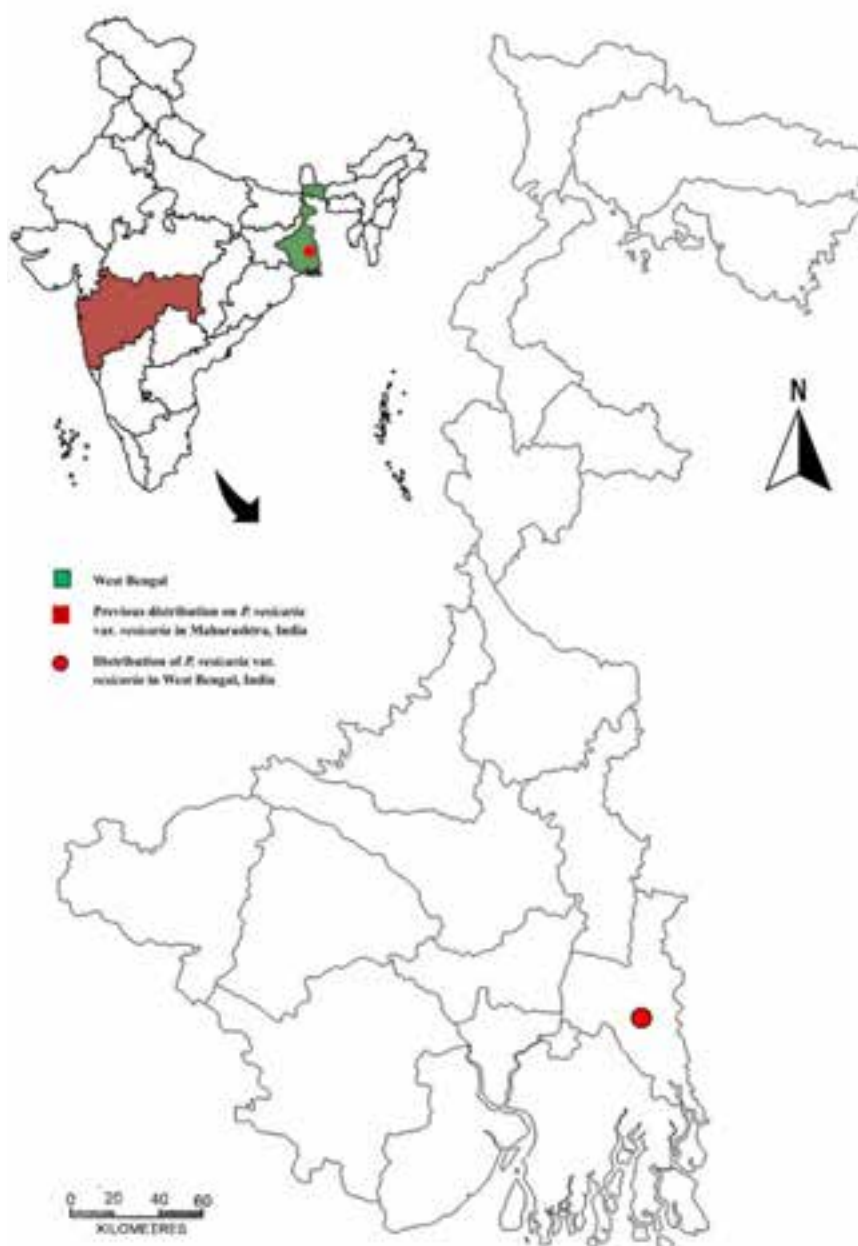 N
West Bengal
Previous distribution on P. vesicaria
var. vesicaria in Maharashtra, India
Distribution of P. vesicaria var.
vesicaria in West Bengal, India
0 20 40 60
KILOMEERES